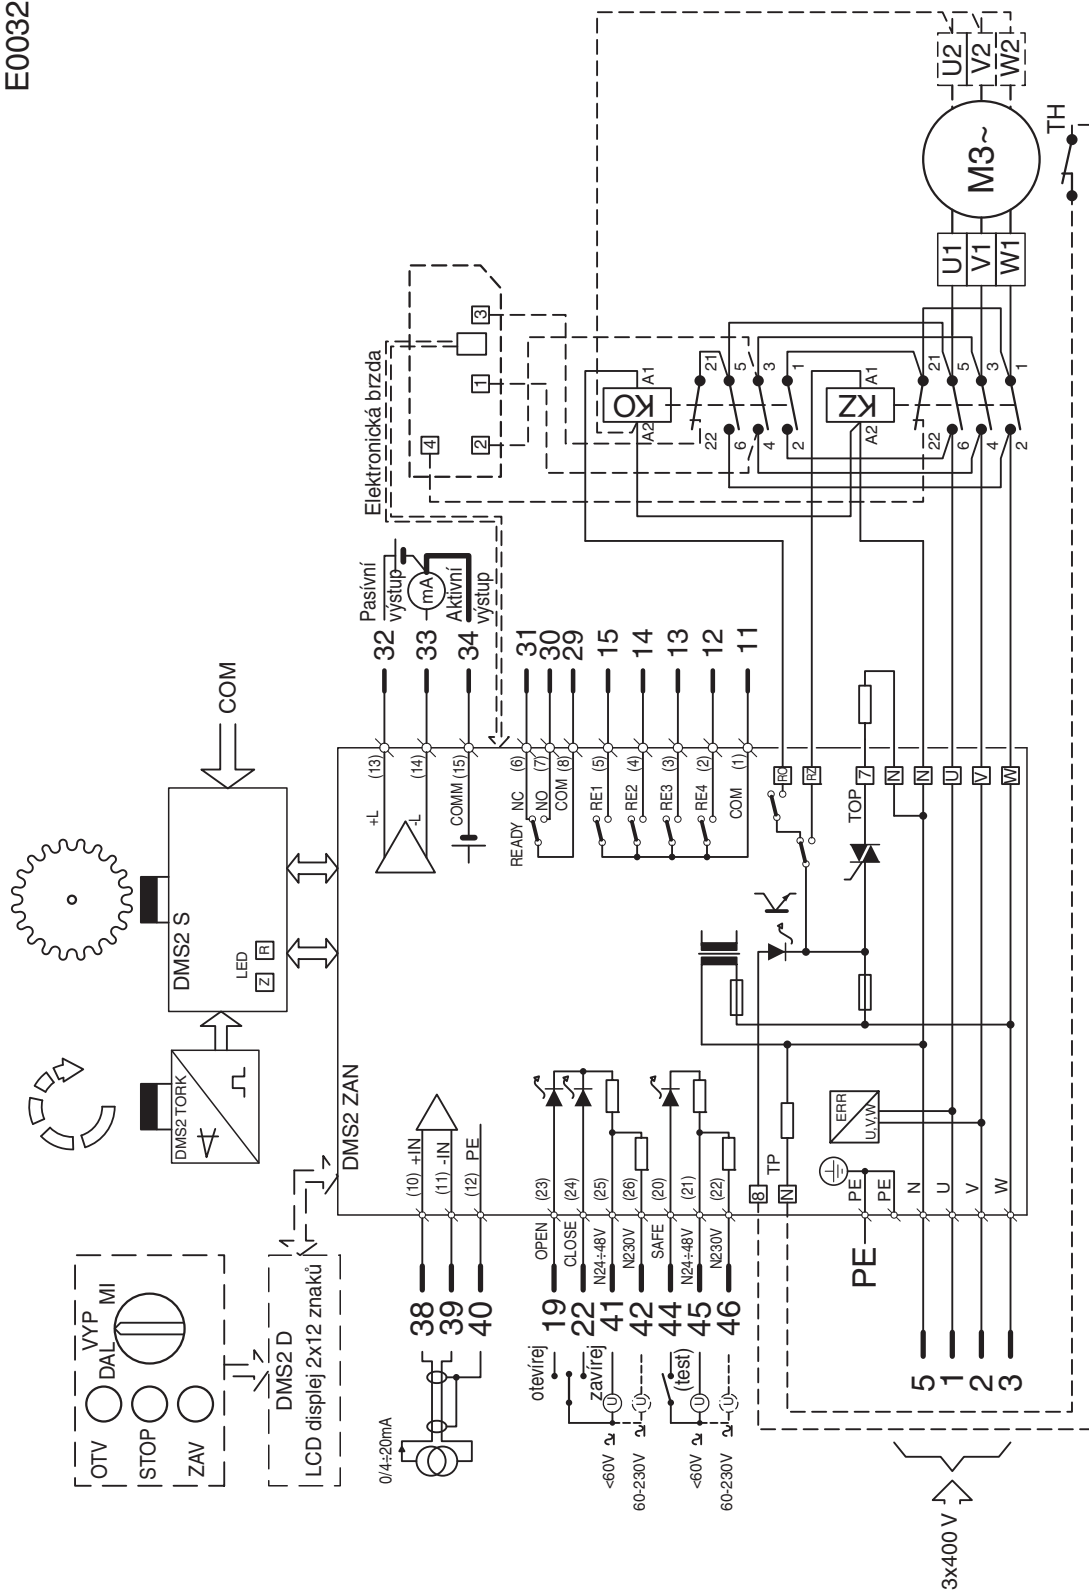 E0032
OTV
STOP
ZAV
DAL
VYP
MI
DMS2 D
LCD displej 2x12 znaků
DMS2 TORK
DMS2 S
LED
Z
R
COM
DMS2 ZAN
0/4÷20mA
38
39
40
(10) +IN
(11) -IN
(12) PE
otevírej
zavírej
19
22
41
42
OPEN
CLOSE
N24÷48V
N230V
(23)
(24)
(25)
(26)
<60V
60-230V
U
U
(test)
44
45
46
SAFE
N24÷48V
N230V
(20)
(21)
(22)
<60V
60-230V
U
U
8
N
TP
ERR
U,V,W
PE
PE
PE
N
U
V
W
5
1
2
3
3x400 V
+L
-L
COMM
(13)
(14)
(15)
32
33
34
Pasívní
výstup
mA
Aktivní
výstup
READY
NC
NO
COM
(6)
(7)
(8)
31
30
29
RE1
(5)
15
RE2
(4)
14
RE3
(3)
13
RE4
(2)
12
COM
(1)
11
RO
RZ
TOP
7
N
N
U
V
W
Elektronická brzda
4
2
1
3
KO
A1
A2
21
5
3
1
22
6
4
2
KZ
A1
A2
21
5
3
1
22
6
4
2
U1
V1
W1
M3~
U2
V2
W2
TH